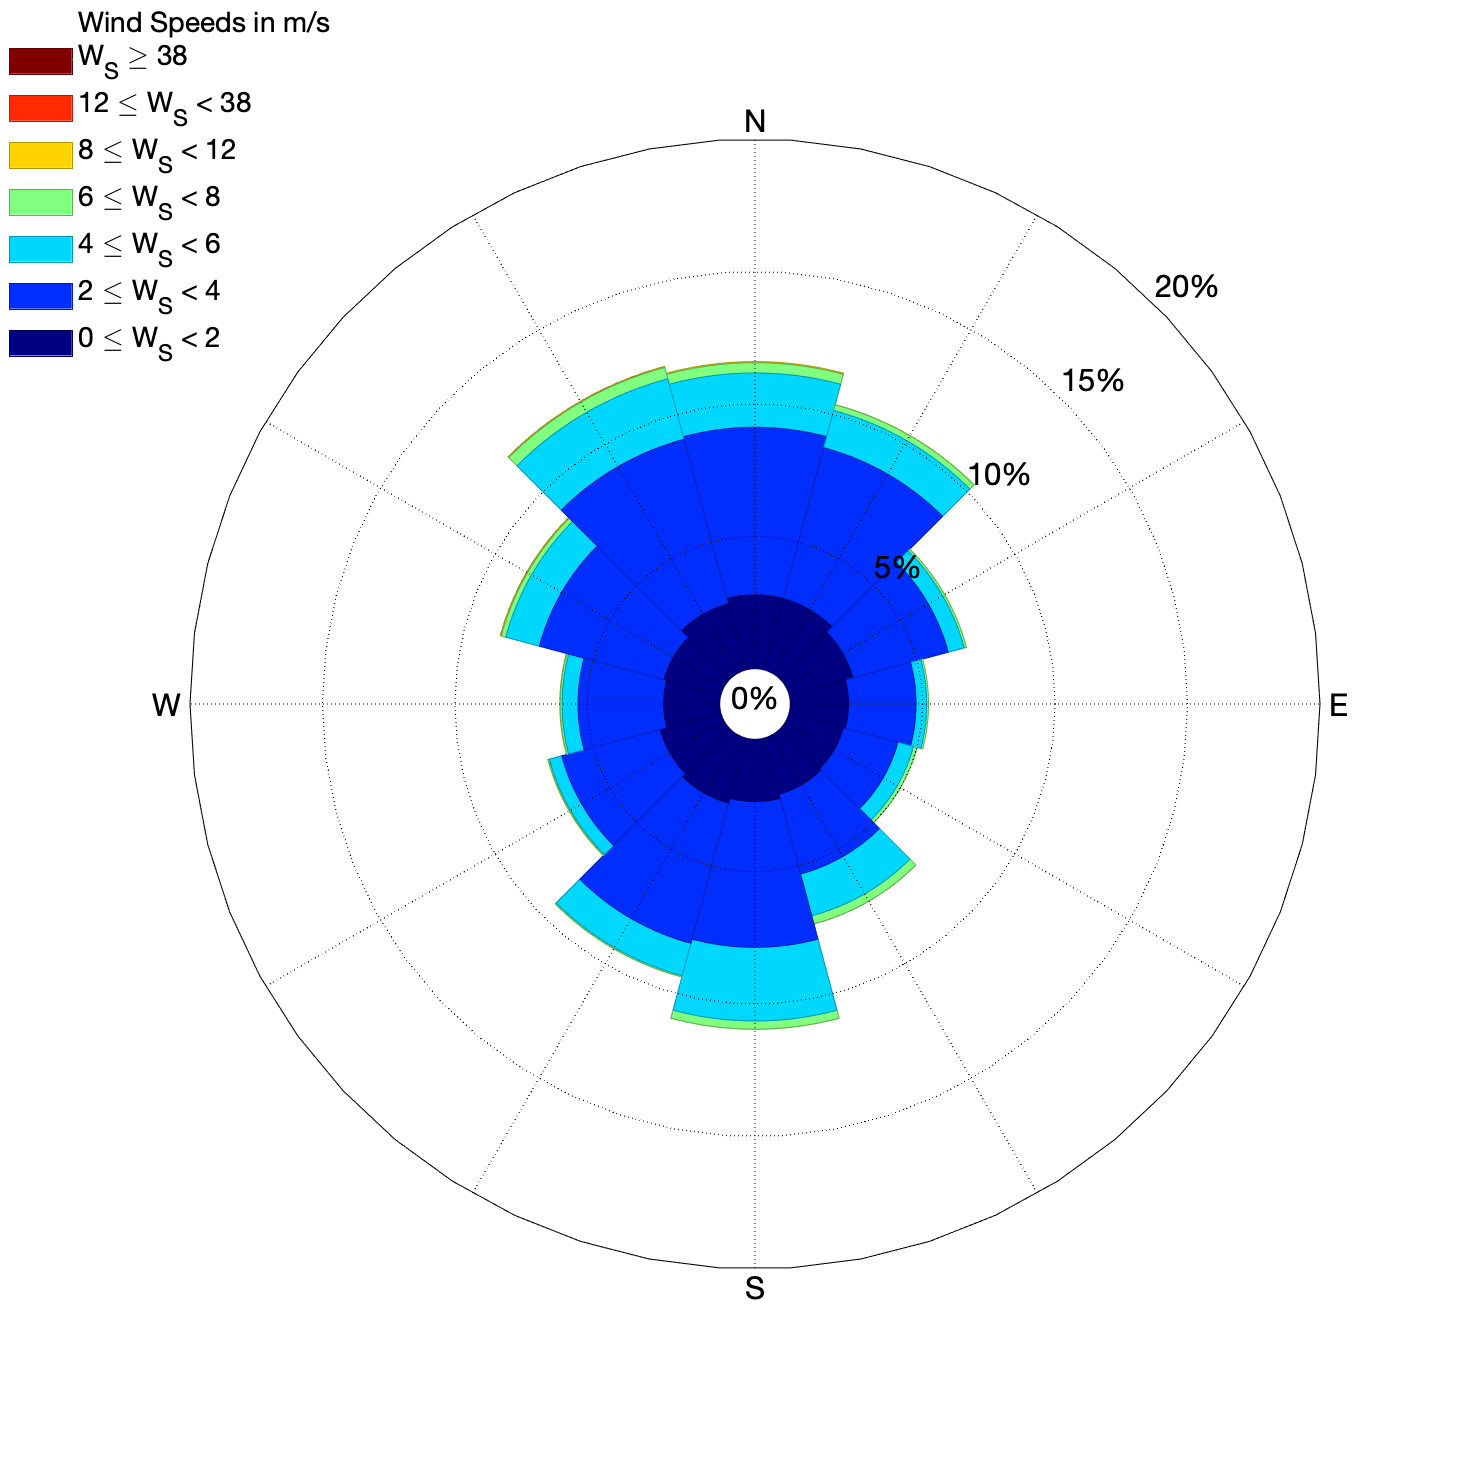 Wind Speeds in m/s
W_S ≥ 38
12 ≤ W_S < 38
8 ≤ W_S < 12
6 ≤ W_S < 8
4 ≤ W_S < 6
2 ≤ W_S < 4
0 ≤ W_S < 2
N
20%
15%
10%
5%
0%
W
E
S